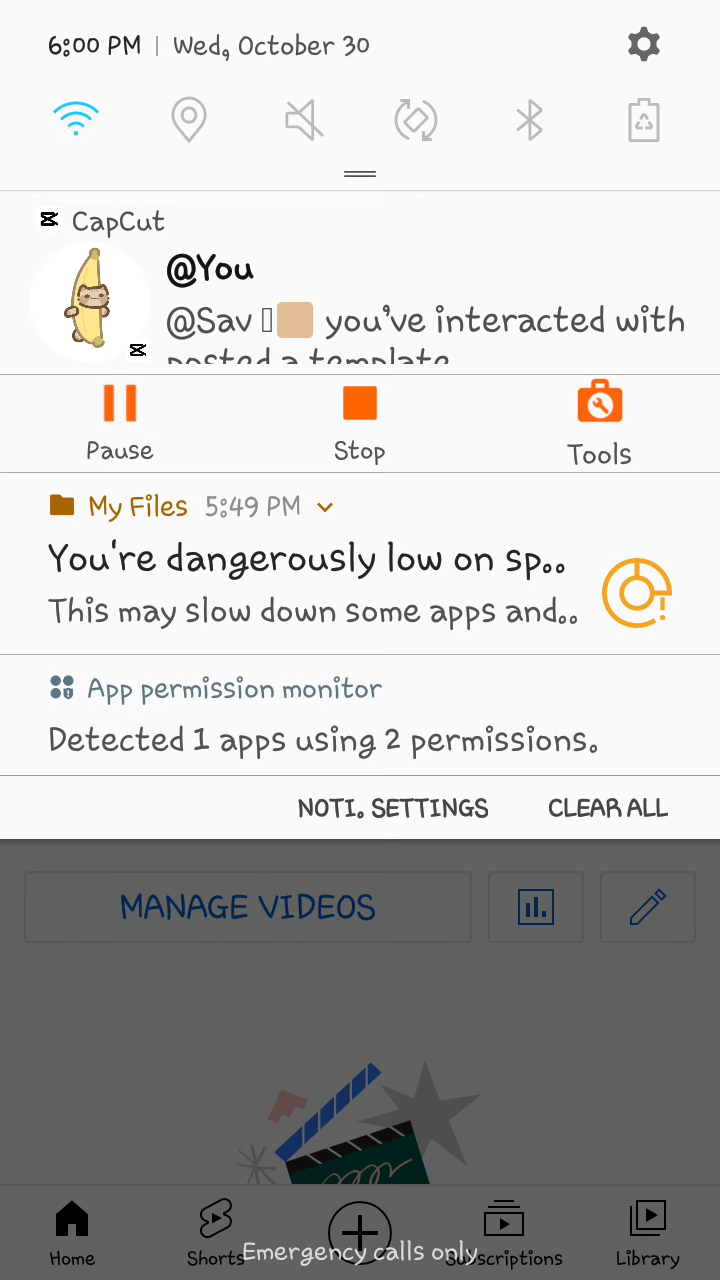 6:00 PM | Wed, October 30
CapCut
@You
@Sav you've interacted with
posted a template
Pause Stop Tools
My Files 5:49 PM
You're dangerously low on sp..
This may slow down some apps and..
App permission monitor
Detected 1 apps using 2 permissions.
NOTI. SETTINGS CLEAR ALL
MANAGE VIDEOS
Home Shorts Subscriptions Library
Emergency calls only